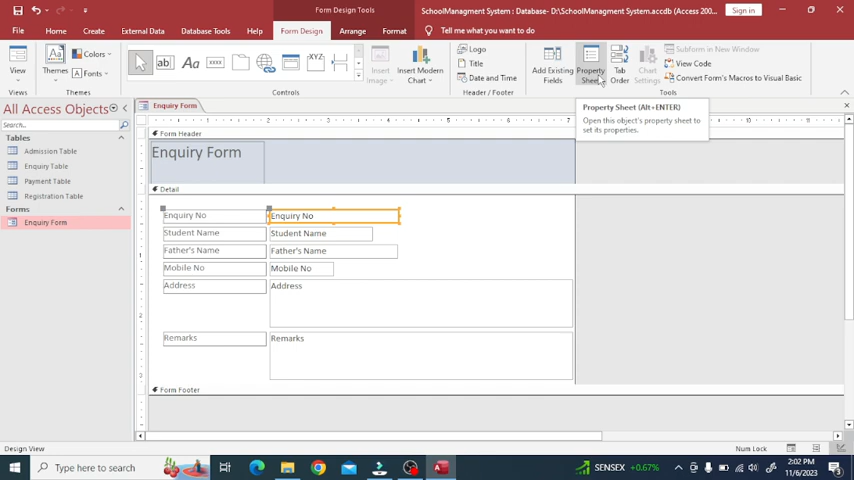 Form Design Tools
SchoolManagment System : Database- D:\SchoolManagment System.accdb (Access 200...
Sign in
File
Home
Create
External Data
Database Tools
Help
Form Design
Arrange
Format
Tell me what you want to do
View
Themes
Colors
Fonts
Aa
ab|
Aa
xxxx
XYZ
Insert Image
Insert Modern Chart
Logo
Title
Date and Time
Add Existing Fields
Property Sheet
Tab Order
Chart Settings
Subform in New Window
View Code
Convert Form's Macros to Visual Basic
Views
Themes
Controls
Header / Footer
Tools
All Access Objects
Search...
Tables
Admission Table
Enquiry Table
Payment Table
Registration Table
Forms
Enquiry Form
Enquiry Form
Property Sheet (Alt+ENTER)
Open this object's property sheet to
set its properties.
Form Header
Enquiry Form
Detail
Enquiry No Enquiry No
Student Name Student Name
Father's Name Father's Name
Mobile No Mobile No
Address Address
Remarks Remarks
Form Footer
Design View
Num Lock
Type here to search
SENSEX +0.67%
2:02 PM
11/6/2023
3